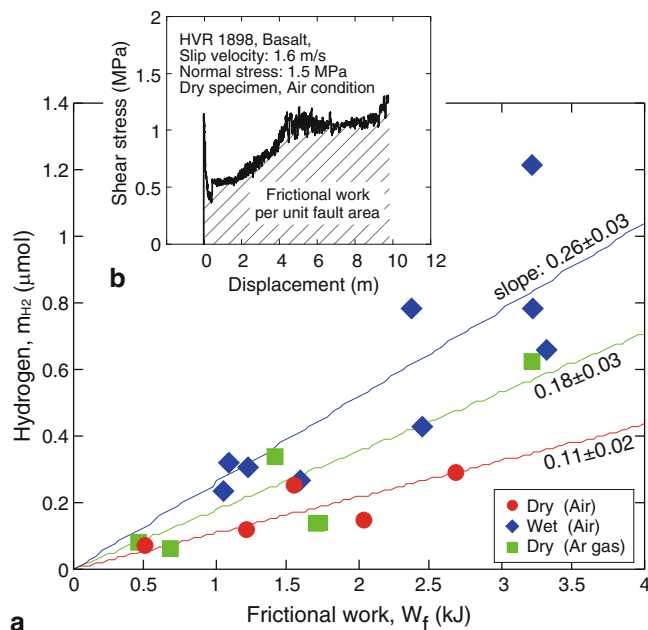 HVR 1898, Basalt,
Slip velocity: 1.6 m/s
Normal stress: 1.5 MPa
Dry specimen, Air condition
Shear stress (MPa)
2
1.5
1
0.5
0
Frictional work
per unit fault area
0 2 4 6 8 10 12
Displacement (m)
b
Hydrogen, mH2 (μmol)
1.4
1.2
1
0.8
0.6
0.4
0.2
0
slope: 0.26±0.03
0.18±0.03
0.11±0.02
Dry (Air)
Wet (Air)
Dry (Ar gas)
0 0.5 1 1.5 2 2.5 3 3.5 4
Frictional work, Wf (kJ)
a